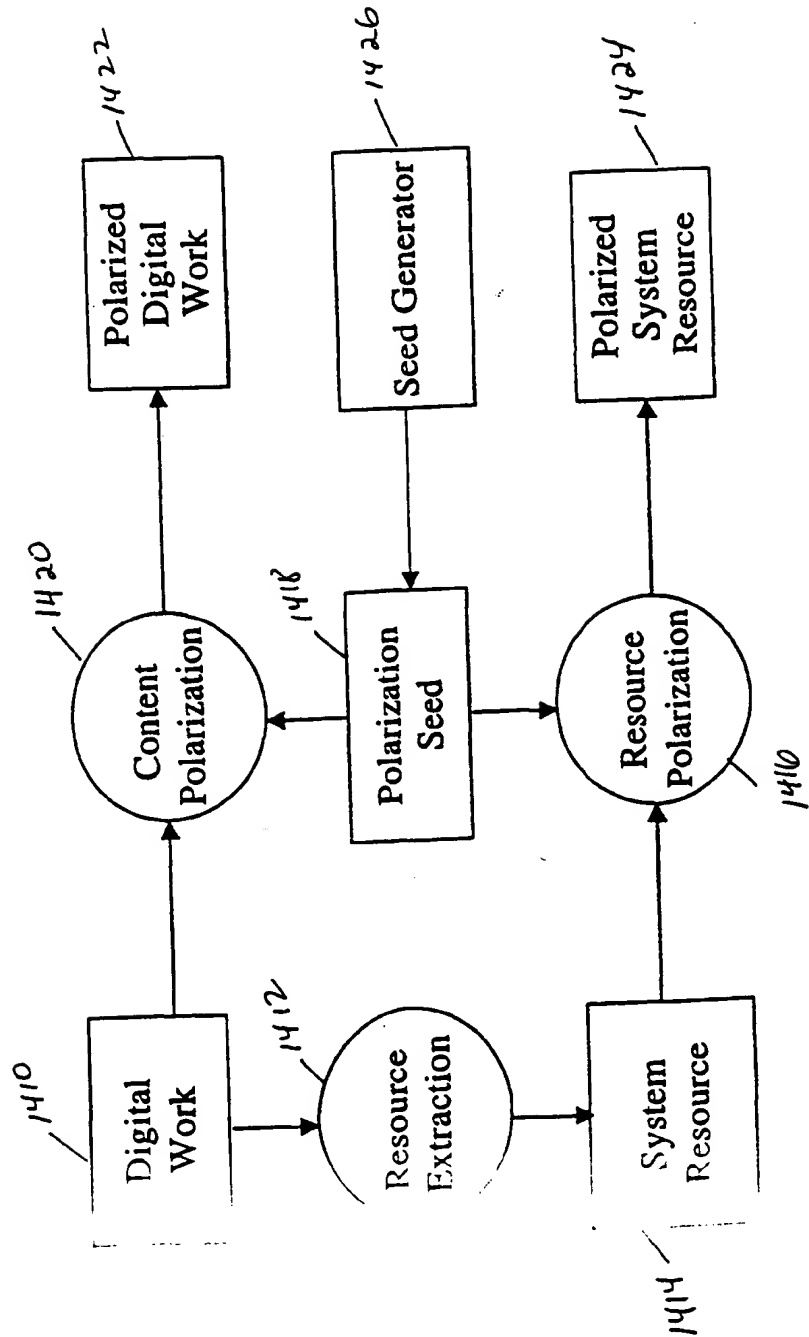 1410
Digital
Work
1420
Content
Polarization
1422
Polarized
Digital
Work
1412
Resource
Extraction
1418
Polarization
Seed
1426
Seed Generator
1414
System
Resource
1416
Resource
Polarization
1424
Polarized
System
Resource